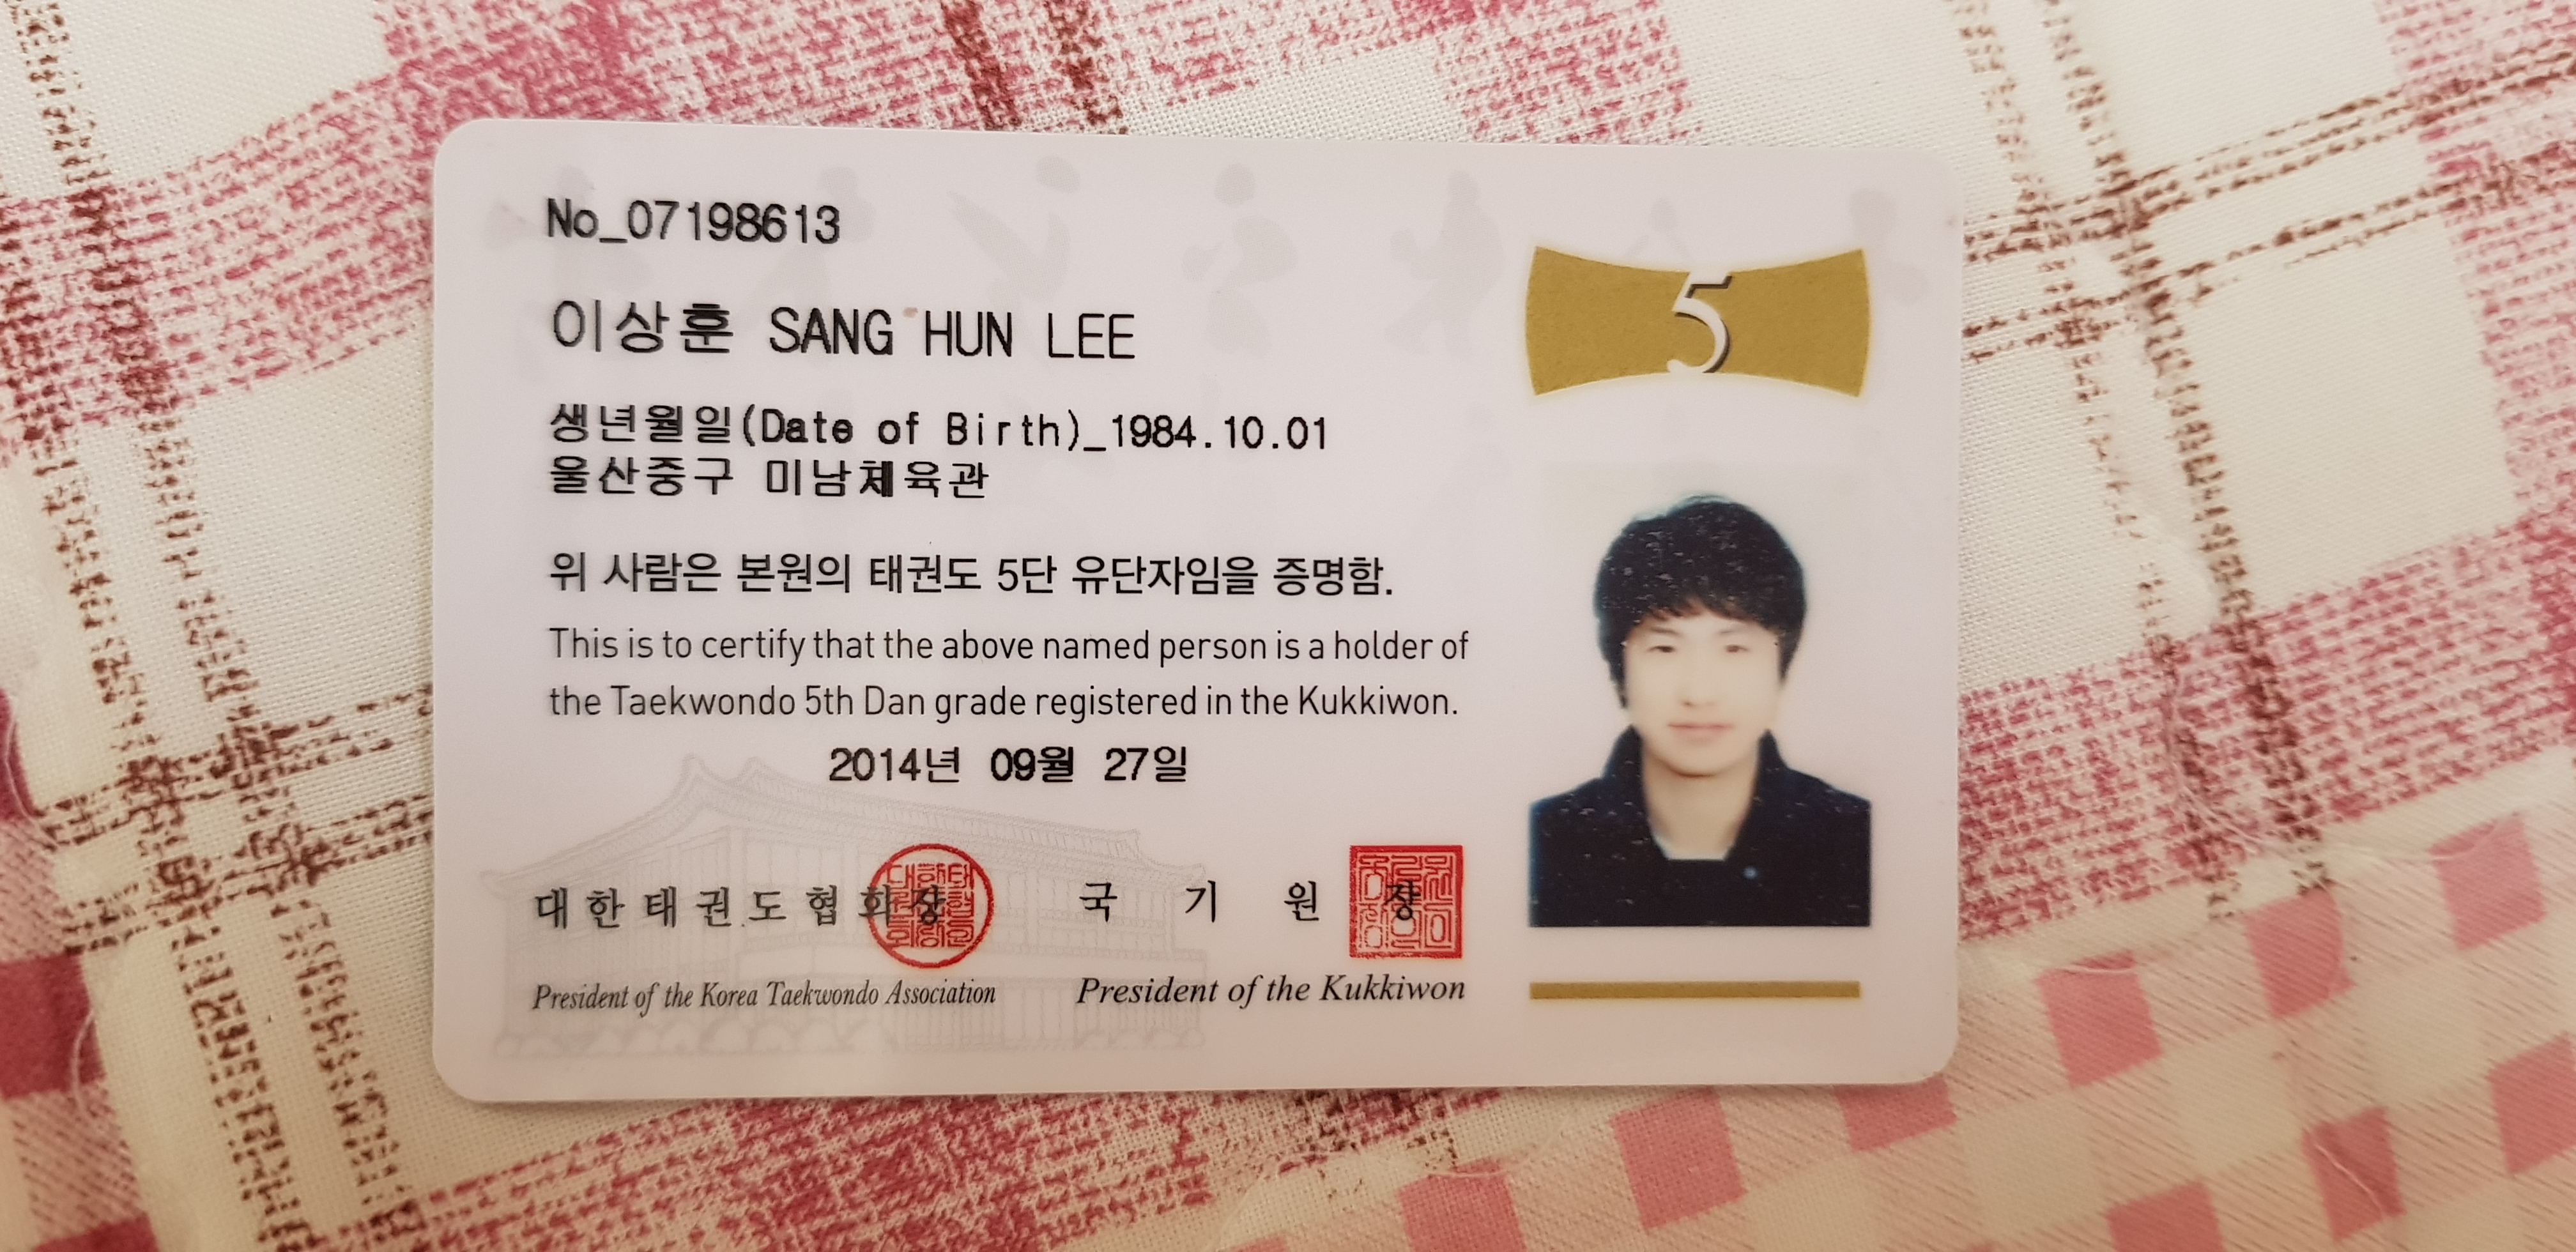 No_07198613
5
이상훈 SANG HUN LEE
생년월일(Date of Birth)_1984.10.01
울산중구 미남체육관
위 사람은 본원의 태권도 5단 유단자임을 증명함.
This is to certify that the above named person is a holder of
the Taekwondo 5th Dan grade registered in the Kukkiwon.
2014년 09월 27일
대한태권도협회장 국기원장
President of the Korea Taekwondo Association President of the Kukkiwon